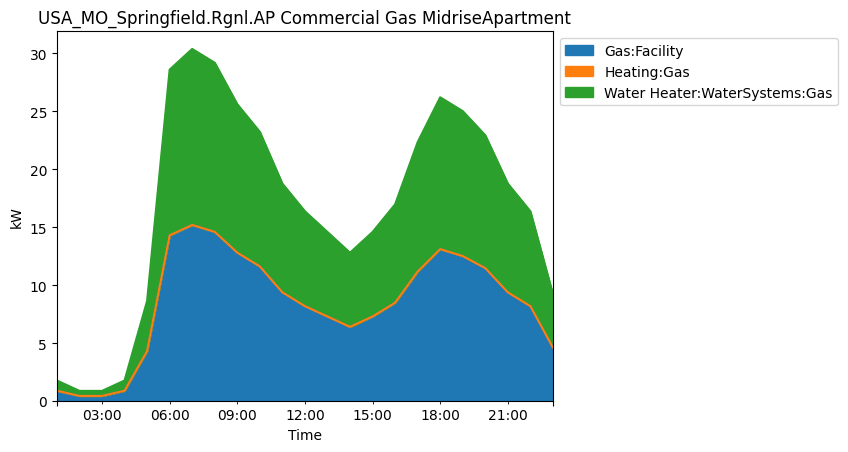 USA_MO_Springfield.Rgnl.AP Commercial Gas MidriseApartment
Gas:Facility
Heating:Gas
Water Heater:WaterSystems:Gas
kW
30
25
20
15
10
5
0
03:00 06:00 09:00 12:00 15:00 18:00 21:00
Time